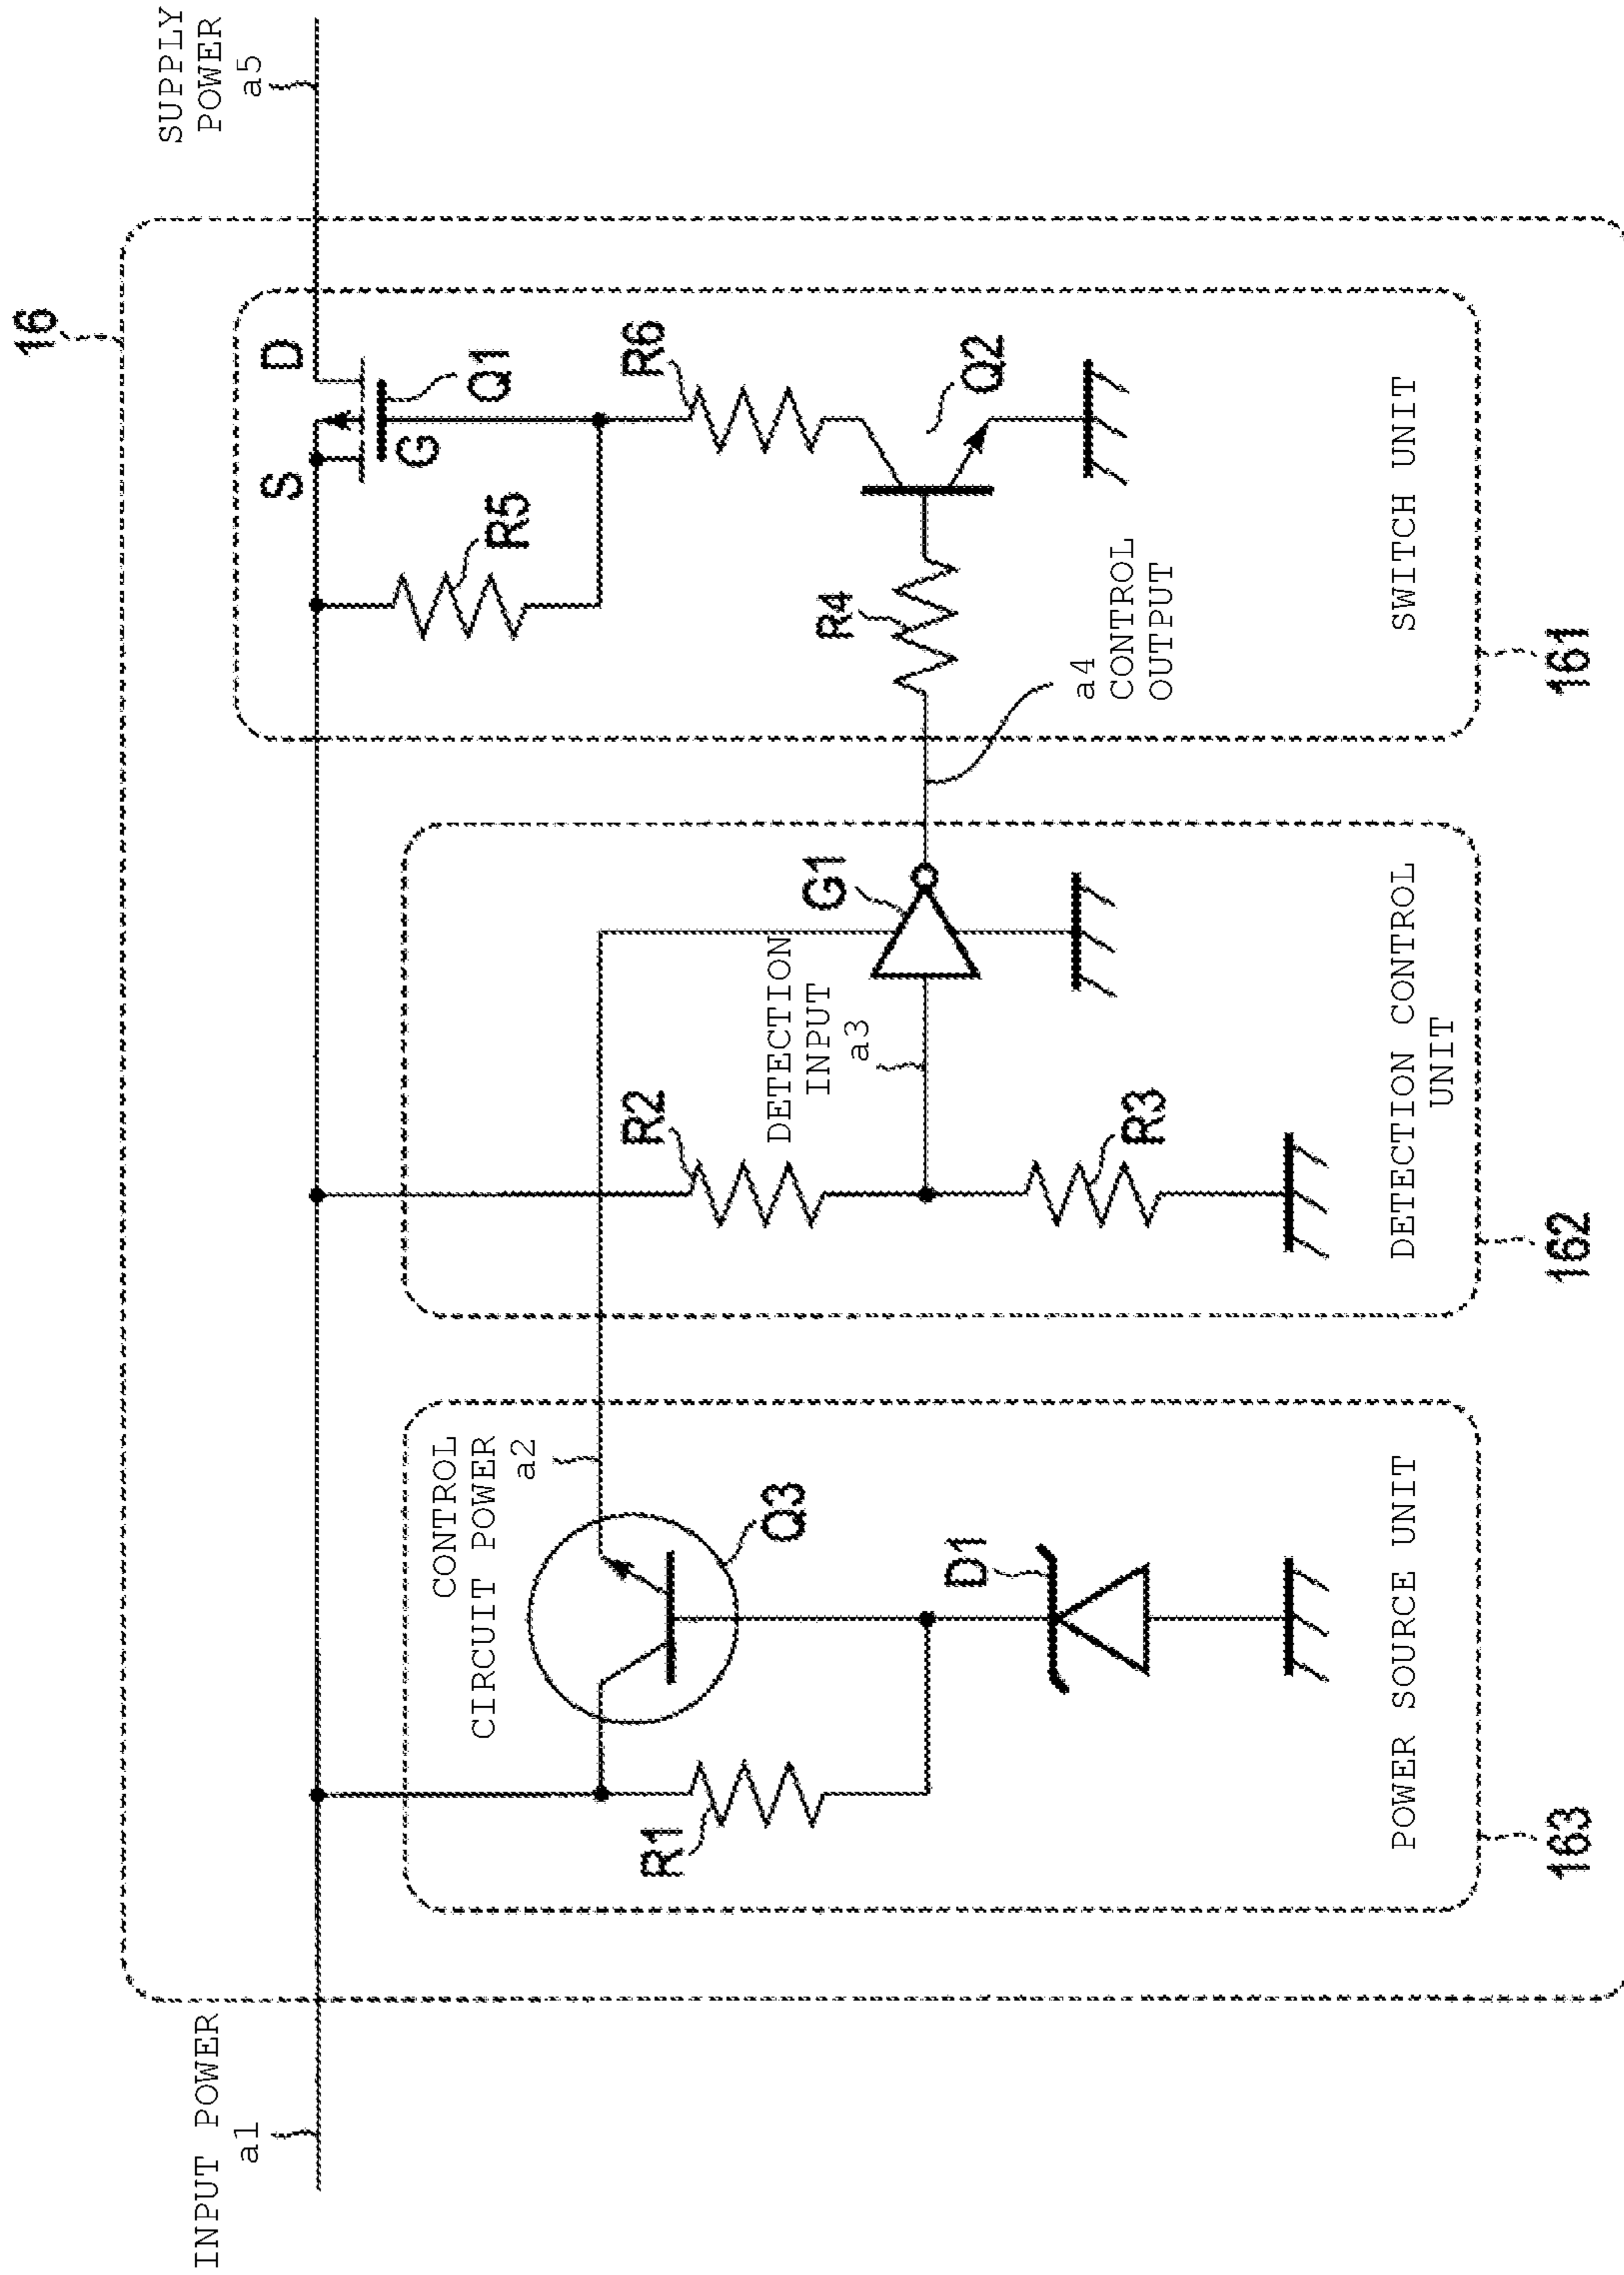 16
INPUT POWER
a1
SUPPLY
POWER
a5
S
D
G
Q1
R5
R6
Q2
R4
a4
CONTROL
OUTPUT
SWITCH UNIT
161
G1
DETECTION
INPUT
a3
R2
R3
DETECTION CONTROL
UNIT
162
CONTROL
CIRCUIT POWER
a2
Q3
R1
D1
POWER SOURCE UNIT
163